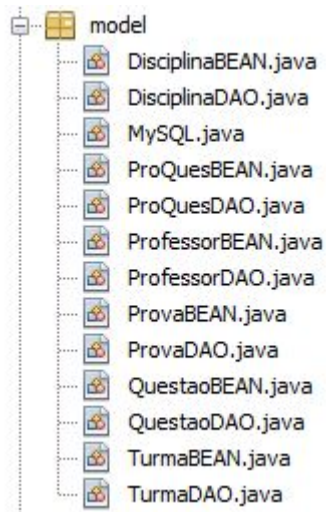 model
DisciplinaBEAN.java
DisciplinaDAO.java
MySQL.java
ProQuesBEAN.java
ProQuesDAO.java
ProfessorBEAN.java
ProfessorDAO.java
ProvaBEAN.java
ProvaDAO.java
QuestaoBEAN.java
QuestaoDAO.java
TurmaBEAN.java
TurmaDAO.java